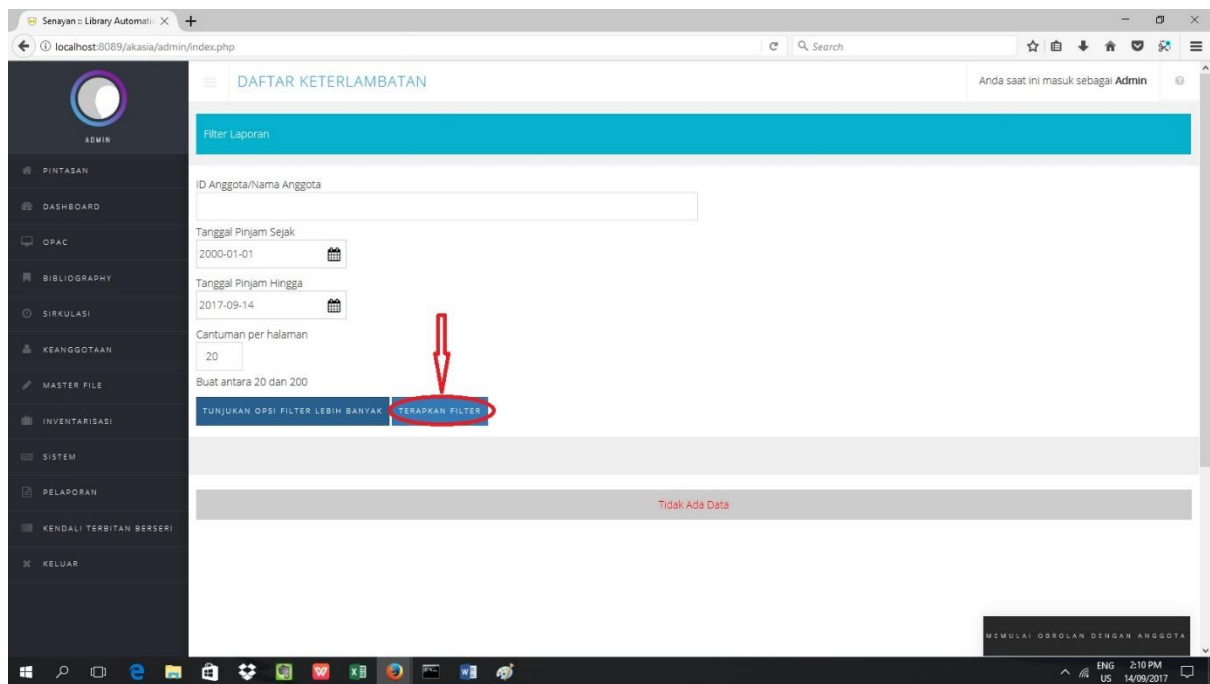 Senayan :: Library Automatic
localhost:8089/akasia/admin/index.php
Search
ADMIN
PINTASAN
DASHBOARD
OPAC
BIBLIOGRAPHY
SIRKULASI
KEANGGOTAAN
MASTER FILE
INVENTARISASI
SISTEM
PELAPORAN
KENDALI TERBITAN BERSERI
KELUAR
DAFTAR KETERLAMBATAN
Anda saat ini masuk sebagai Admin
Filter Laporan
ID Anggota/Nama Anggota
Tanggal Pinjam Sejak
2000-01-01
Tanggal Pinjam Hingga
2017-09-14
Cantuman per halaman
20
Buat antara 20 dan 200
TUNJUKAN OPSI FILTER LEBIH BANYAK TERAPKAN FILTER
Tidak Ada Data
MEMULAI OBROLAN DENGAN ANGGOTA
ENG 2:10 PM
US 14/09/2017